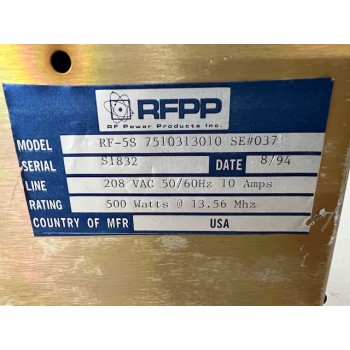 RFPP
RF Power Products Inc.
MODEL RF-5S 7510313010 SE#037
SERIAL S1832 DATE 8/94
LINE 208 VAC 50/60Hz 10 Amps
RATING 500 Watts @ 13.56 Mhz
COUNTRY OF MFR USA